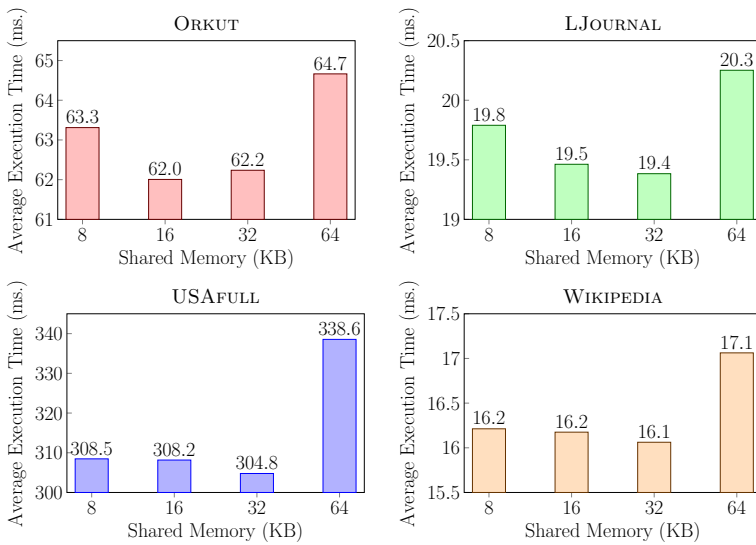 ORKUT
Average Execution Time (ms.)
65
64
63
62
61
63.3
62.0
62.2
64.7
8 16 32 64
Shared Memory (KB)
LJOURNAL
Average Execution Time (ms.)
20.5
20
19.5
19
19.8
19.5
19.4
20.3
8 16 32 64
Shared Memory (KB)
USAFULL
Average Execution Time (ms.)
340
330
320
310
300
308.5
308.2
304.8
338.6
8 16 32 64
Shared Memory (KB)
WIKIPEDIA
Average Execution Time (ms.)
17.5
17
16.5
16
15.5
16.2
16.2
16.1
17.1
8 16 32 64
Shared Memory (KB)